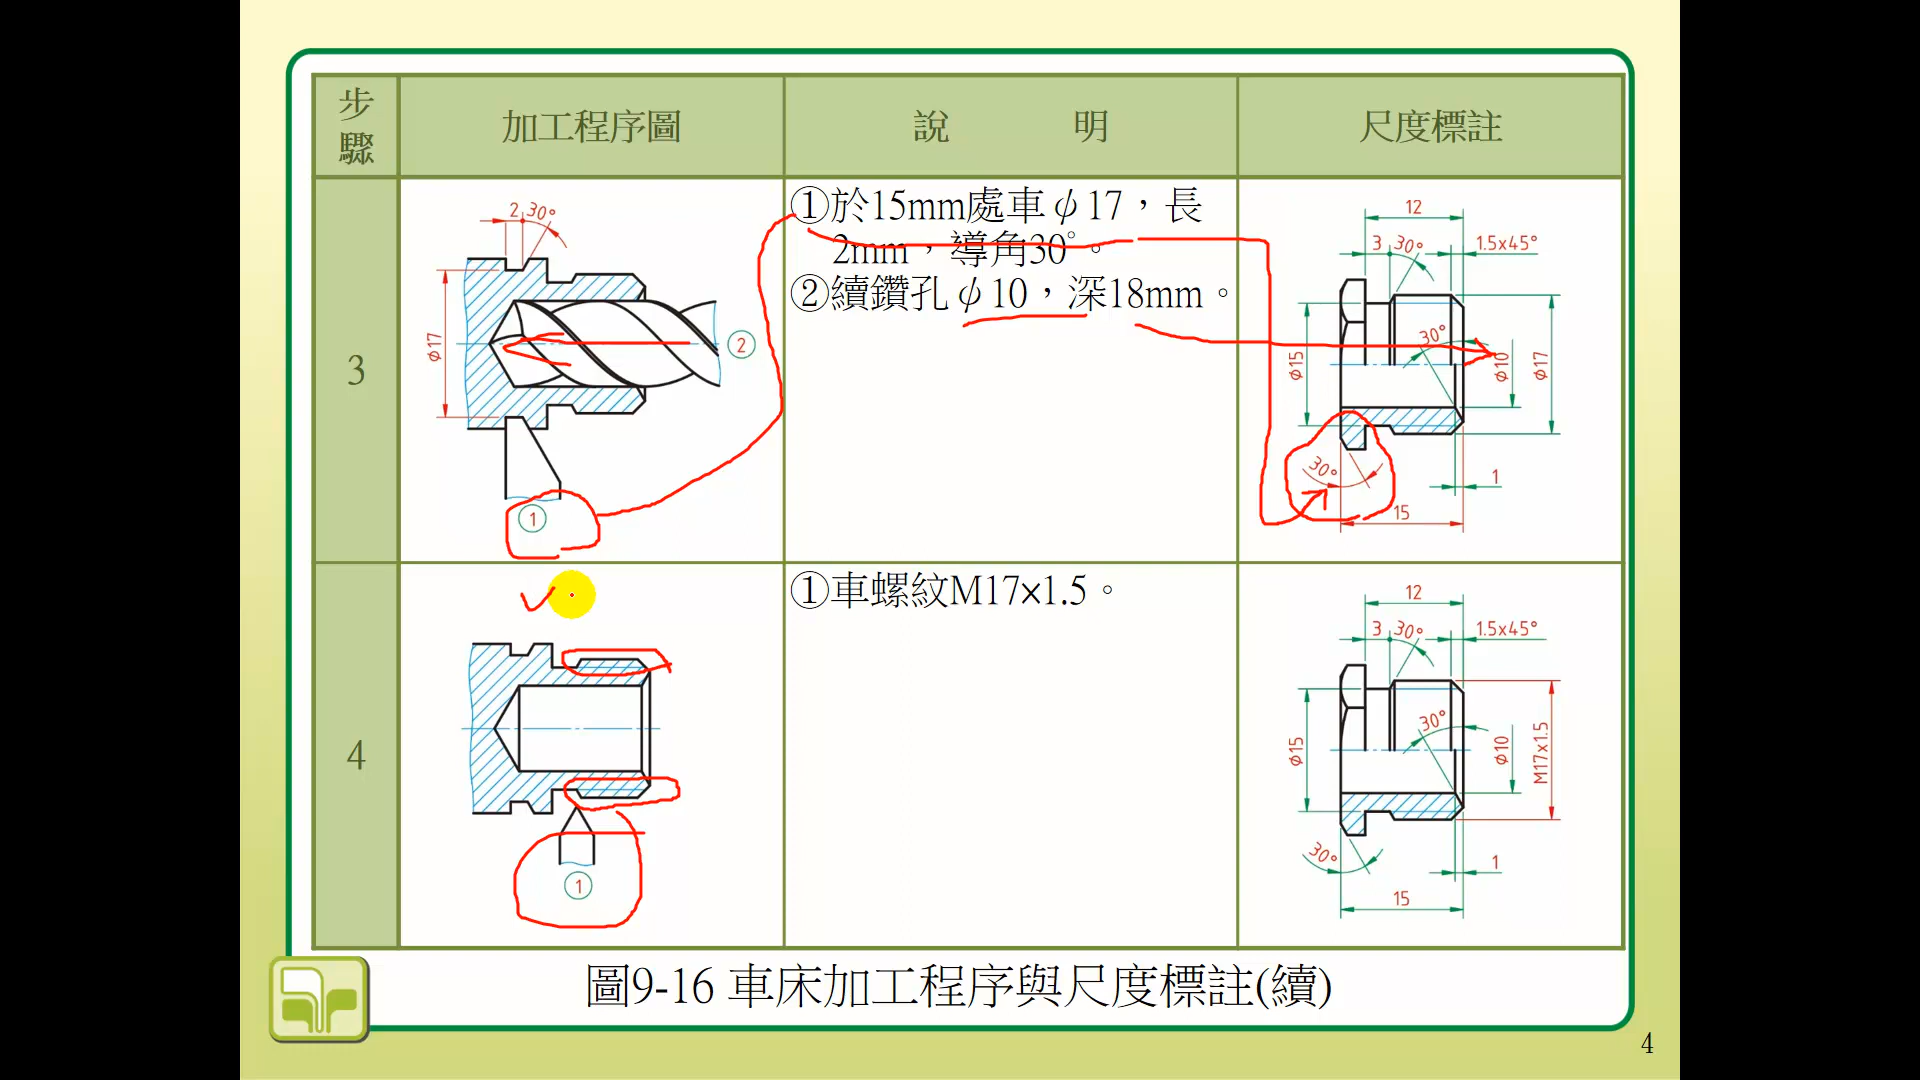 步驟
加工程序圖
說 明
尺度標註
3
2
30°
φ17
②
①
①於15mm處車φ17，長
2mm，導角30°。
②續鑽孔φ10，深18mm。
12
3
30°
1.5x45°
30°
φ15
φ10
φ17
30°
1
15
4
①
①車螺紋M17×1.5。
12
3
30°
1.5x45°
30°
φ15
φ10
M17x1.5
30°
1
15
圖9-16 車床加工程序與尺度標註(續)
4